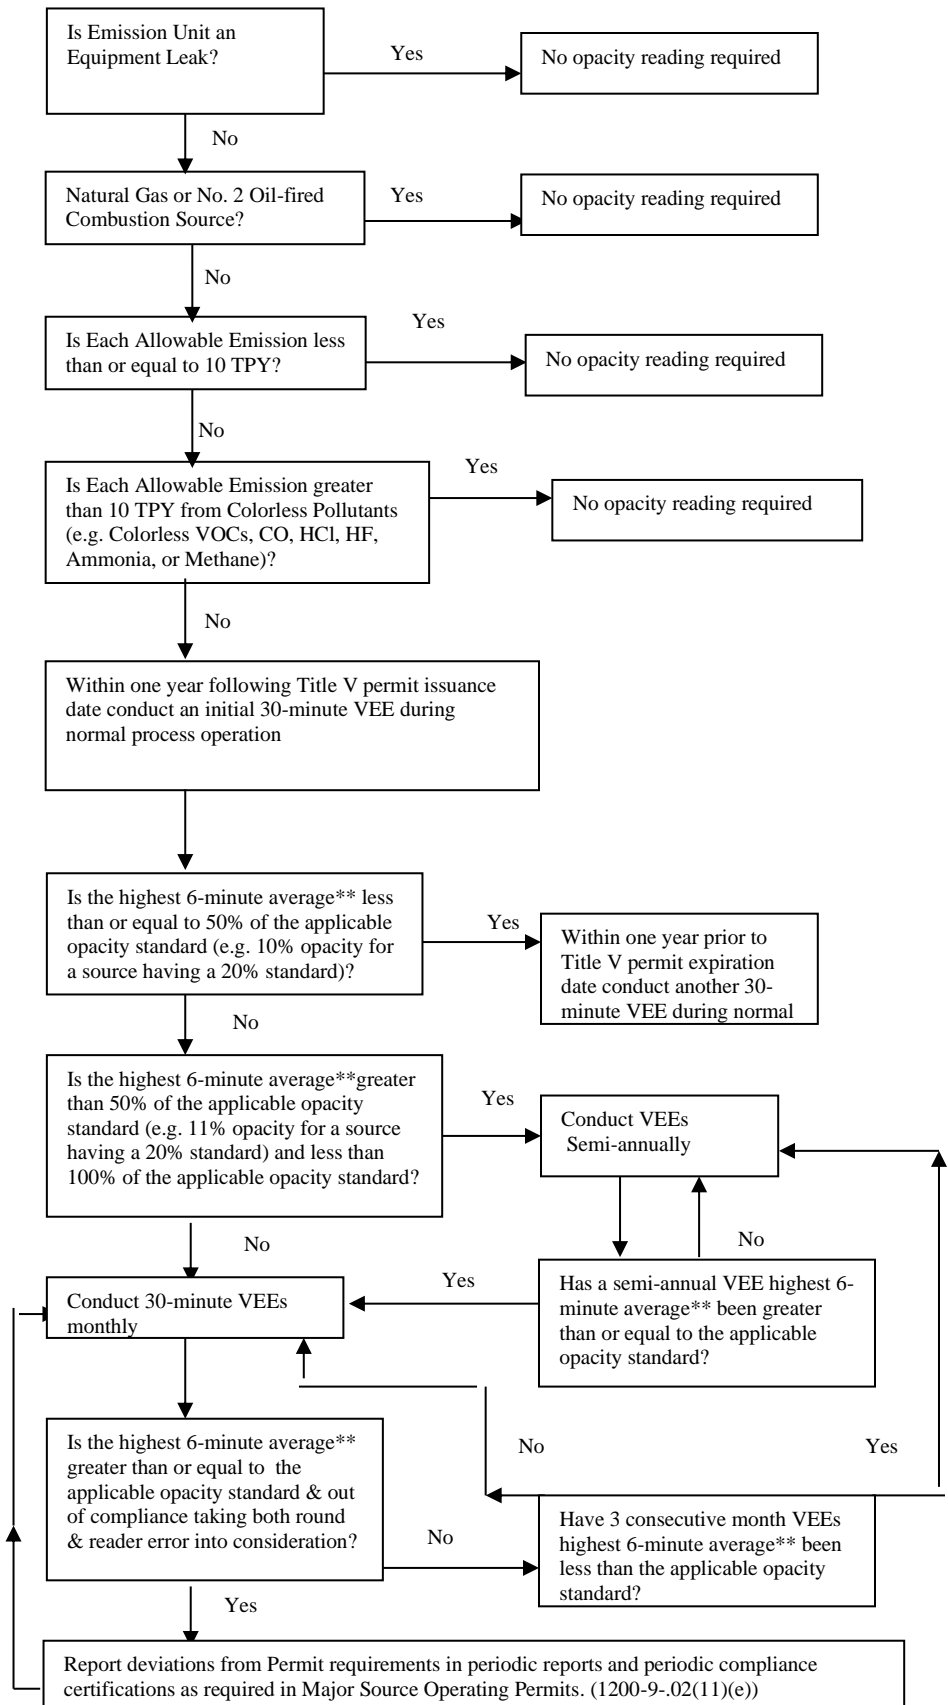 Is Emission Unit an
Equipment Leak?
Yes
No opacity reading required
No
Natural Gas or No. 2 Oil-fired
Combustion Source?
Yes
No opacity reading required
No
Is Each Allowable Emission less
than or equal to 10 TPY?
Yes
No opacity reading required
No
Is Each Allowable Emission greater
than 10 TPY from Colorless Pollutants
(e.g. Colorless VOCs, CO, HCl, HF,
Ammonia, or Methane)?
Yes
No opacity reading required
No
Within one year following Title V permit issuance
date conduct an initial 30-minute VEE during
normal process operation
Is the highest 6-minute average** less
than or equal to 50% of the applicable
opacity standard (e.g. 10% opacity for
a source having a 20% standard)?
Yes
Within one year prior to
Title V permit expiration
date conduct another 30-
minute VEE during normal
No
Is the highest 6-minute average**greater
than 50% of the applicable opacity
standard (e.g. 11% opacity for a source
having a 20% standard) and less than
100% of the applicable opacity standard?
Yes
Conduct VEEs
Semi-annually
No
No
Has a semi-annual VEE highest 6-
minute average** been greater
than or equal to the applicable
opacity standard?
Yes
Conduct 30-minute VEEs
monthly
Is the highest 6-minute average**
greater than or equal to the
applicable opacity standard & out
of compliance taking both round
& reader error into consideration?
No
No
Yes
Have 3 consecutive month VEEs
highest 6-minute average** been
less than the applicable opacity
standard?
Yes
Report deviations from Permit requirements in periodic reports and periodic compliance
certifications as required in Major Source Operating Permits. (1200-9-.02(11)(e))